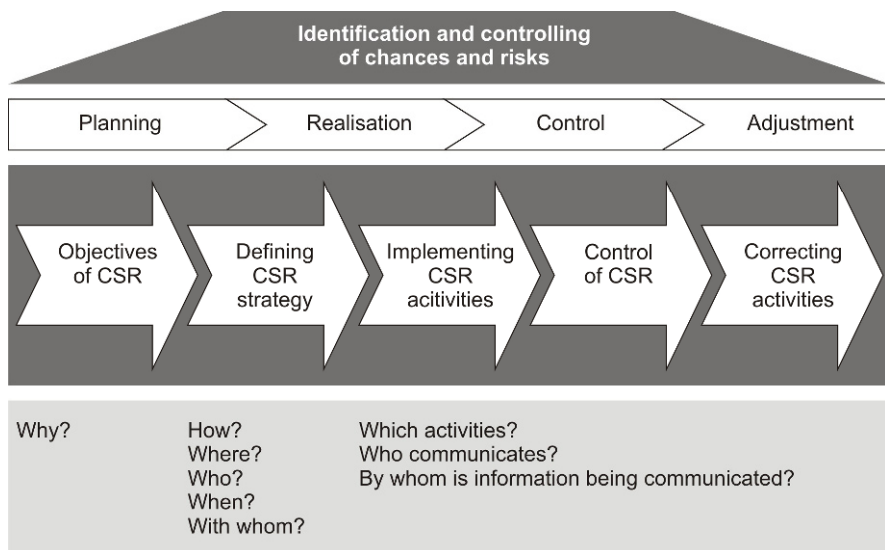 Identification and controlling
of chances and risks
Planning
Realisation
Control
Adjustment
Objectives
of CSR
Defining
CSR
strategy
Implementing
CSR
acitivities
Control
of CSR
Correcting
CSR
activities
Why?
How?
Where?
Who?
When?
With whom?
Which activities?
Who communicates?
By whom is information being communicated?